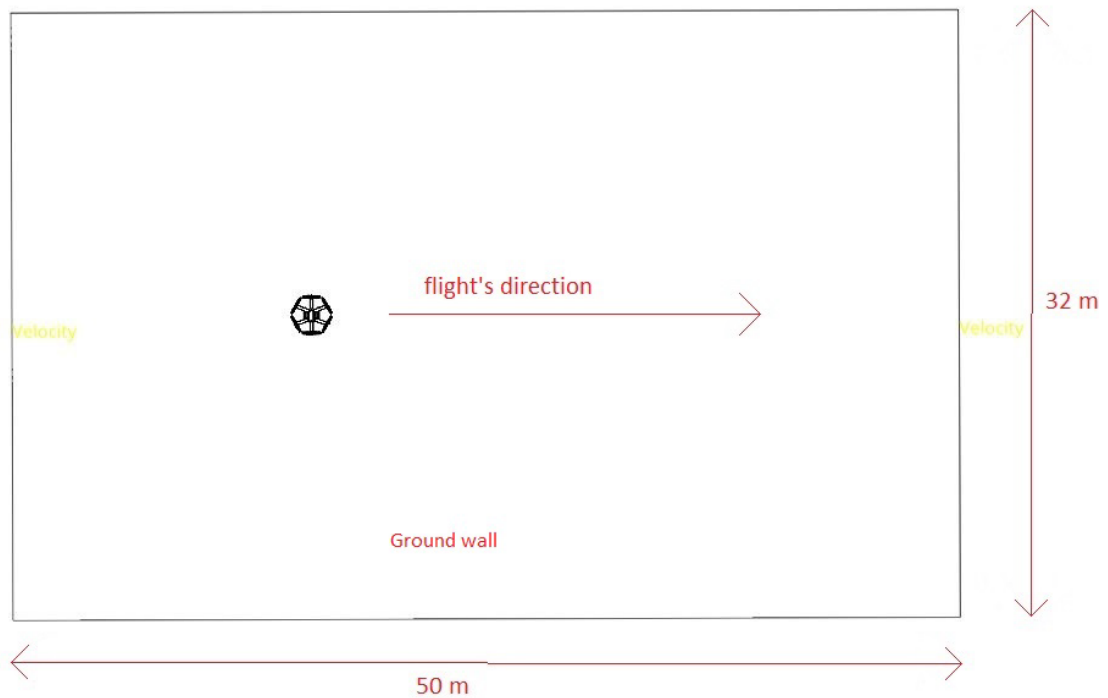 flight's direction
32 m
Velocity
Velocity
Ground wall
50 m